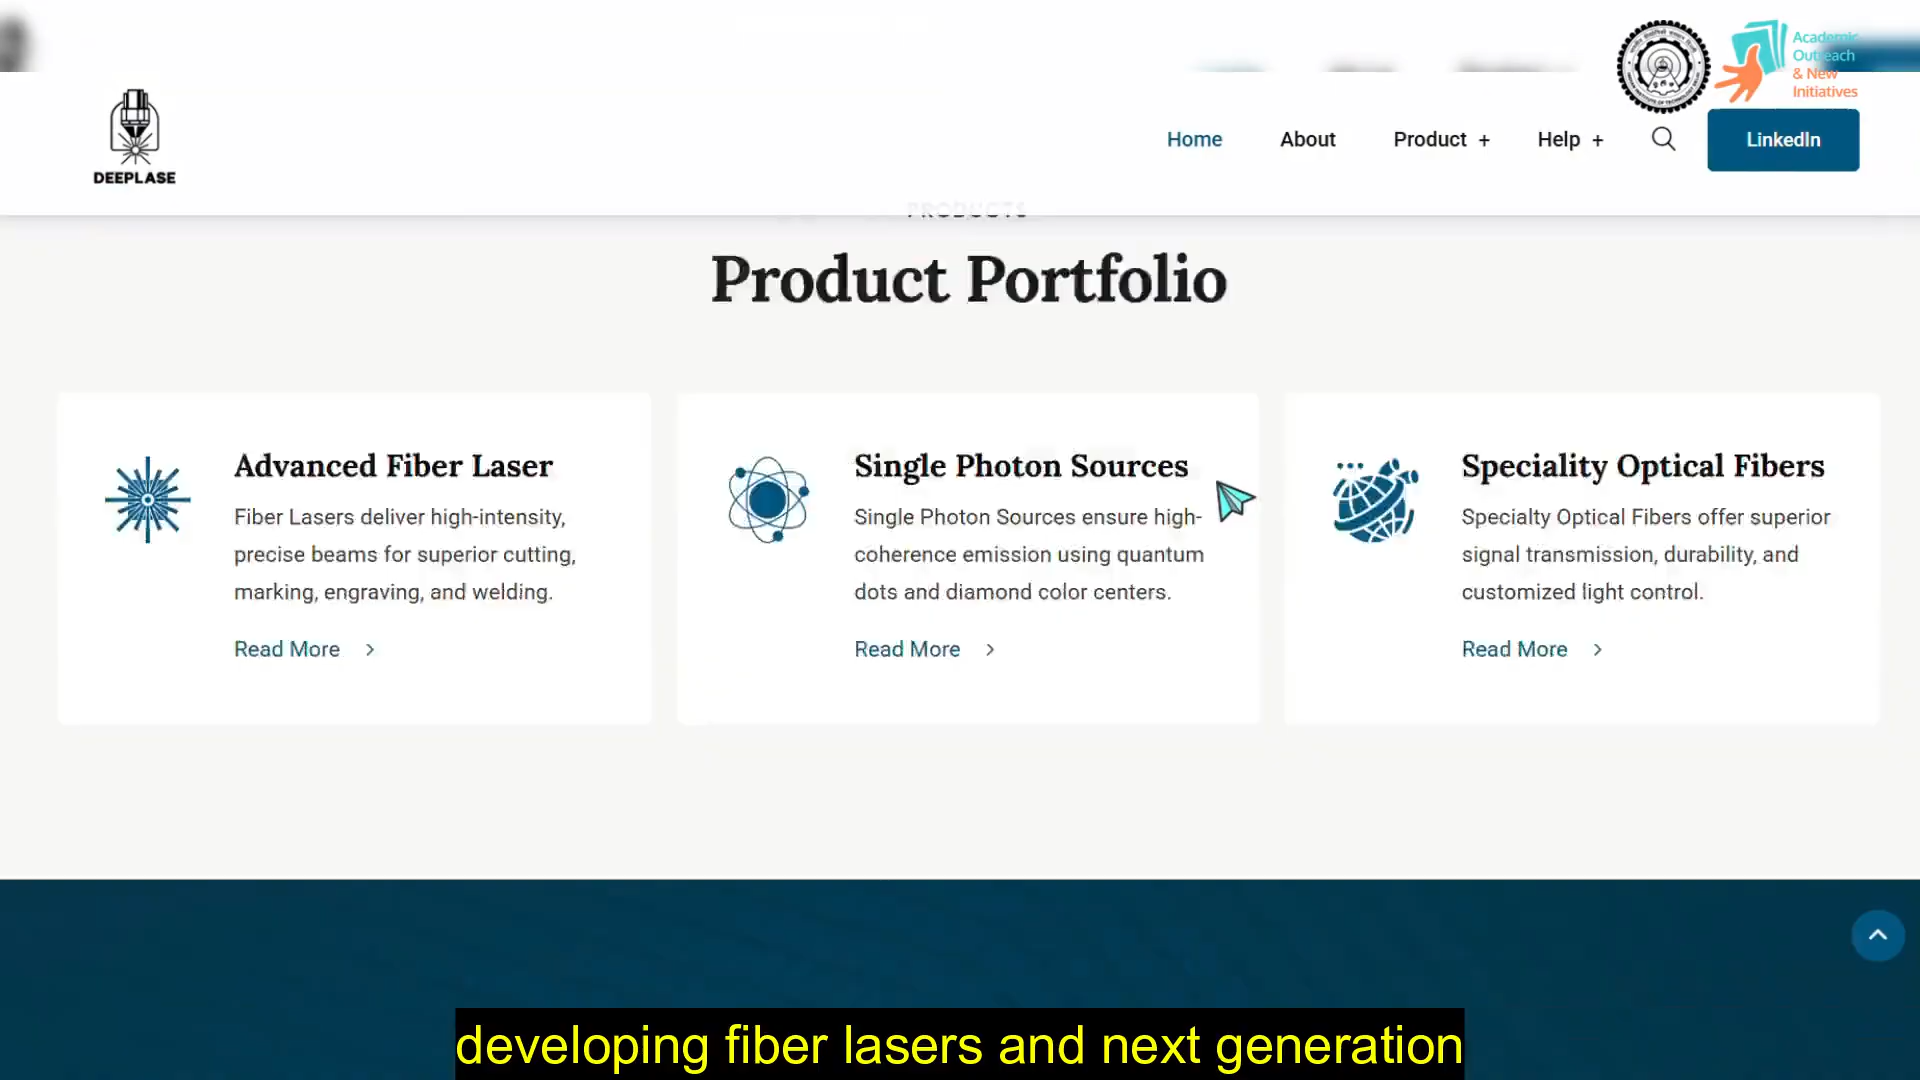 Academic
Outreach
& New
Initiatives
DEEPLASE
Home
About
Product +
Help +
LinkedIn
PRODUCTS
Product Portfolio
Advanced Fiber Laser
Fiber Lasers deliver high-intensity,
precise beams for superior cutting,
marking, engraving, and welding.
Read More
Single Photon Sources
Single Photon Sources ensure high-
coherence emission using quantum
dots and diamond color centers.
Read More
Speciality Optical Fibers
Specialty Optical Fibers offer superior
signal transmission, durability, and
customized light control.
Read More
developing fiber lasers and next generation